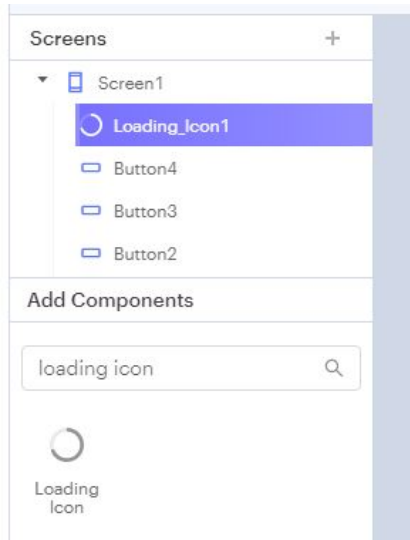 Screens
Screen1
Loading_Icon1
Button4
Button3
Button2
Add Components
loading icon
Loading
Icon